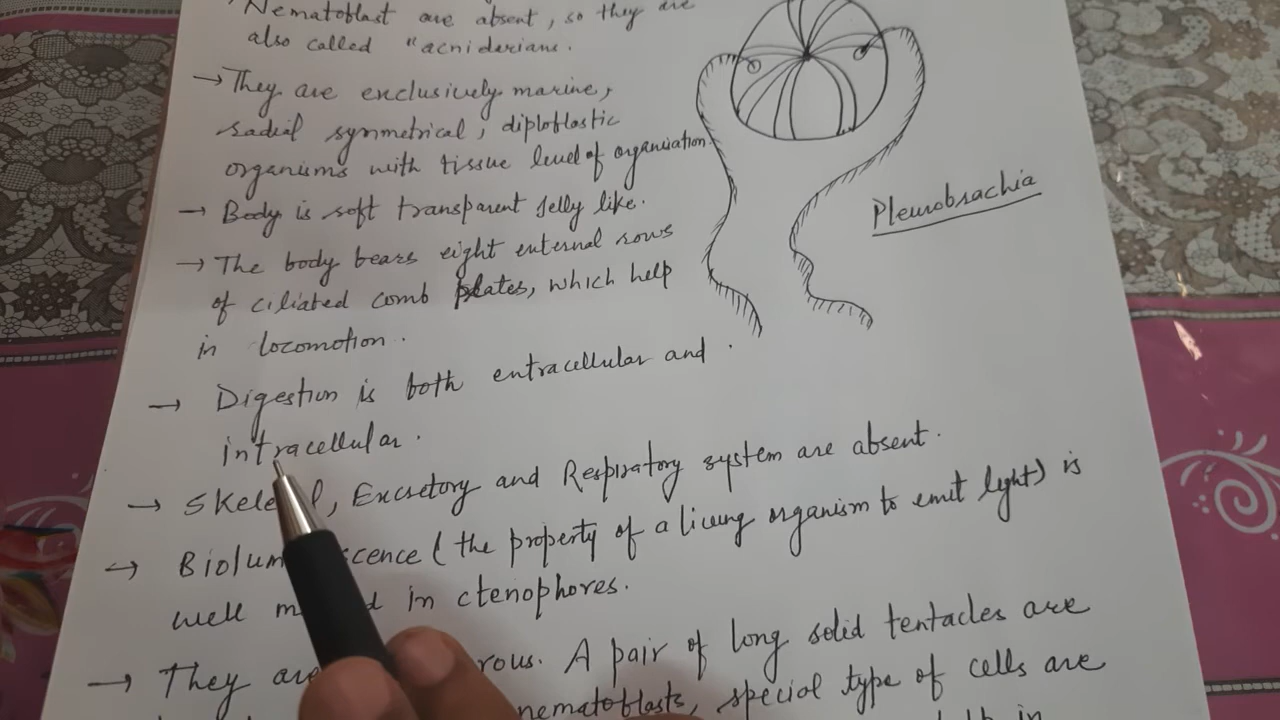 Nematoblast are absent, so they are
also called "acniderians.
→ They are exclusively marine,
radial symmetrical, diploblastic
organisms with tissue level of organisation.
→ Body is soft transparent Jelly like.
→ The body bears eight external rows
of ciliated comb plates, which help
in locomotion.
→ Digestion is both extracellular and
intracellular.
→ Skele l, Excretory and Respiratory system are absent.
→ Biolum scence (the property of a living organism to emit light) is
well m d in ctenophores.
→ They are rous. A pair of long solid tentacles are
nematoblasts, special type of cells are
in
Pleurobrachia